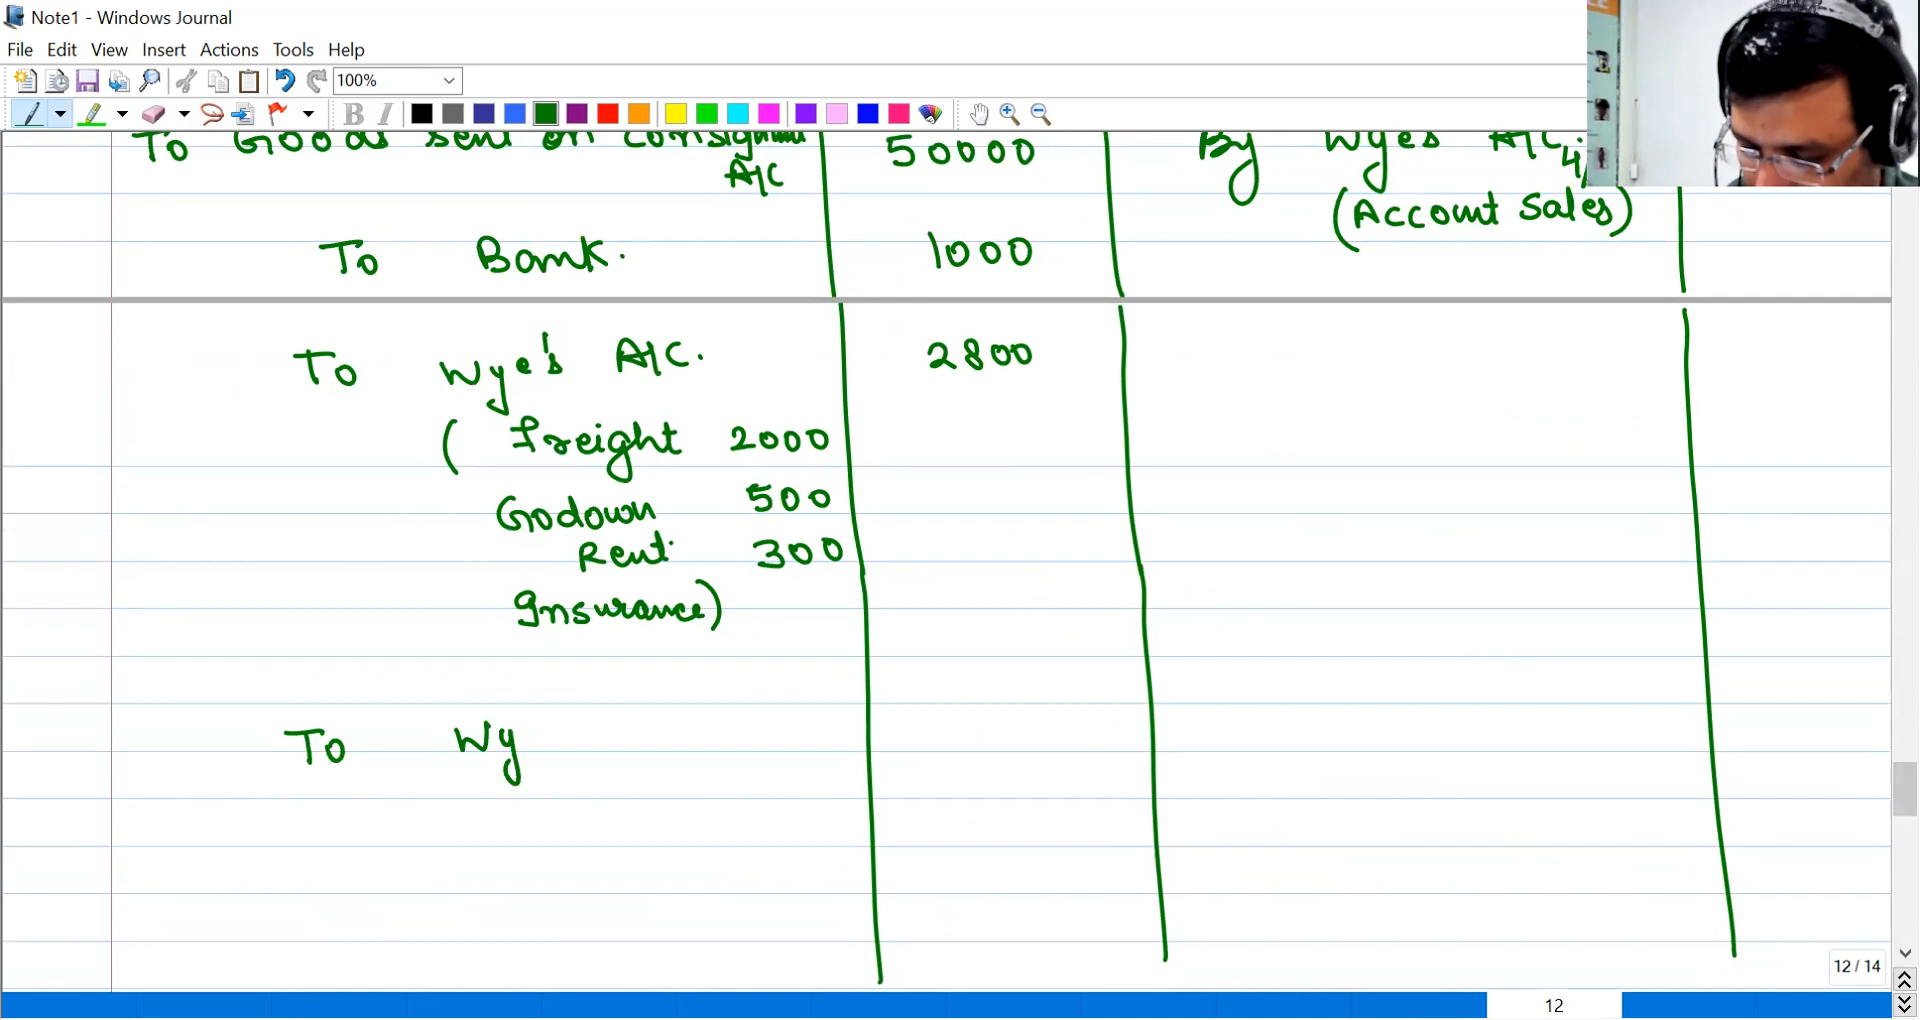 Note1 - Windows Journal
File Edit View Insert Actions Tools Help
100%
B I
To Goods sent on Consignment 50000 By Wyes A/C
A/C
(Account Sales)
To Bank. 1000
To Wye's A/C. 2800
( Freight 2000
Godown 500
Rent 300
Insurance)
To Wy
12 / 14
12